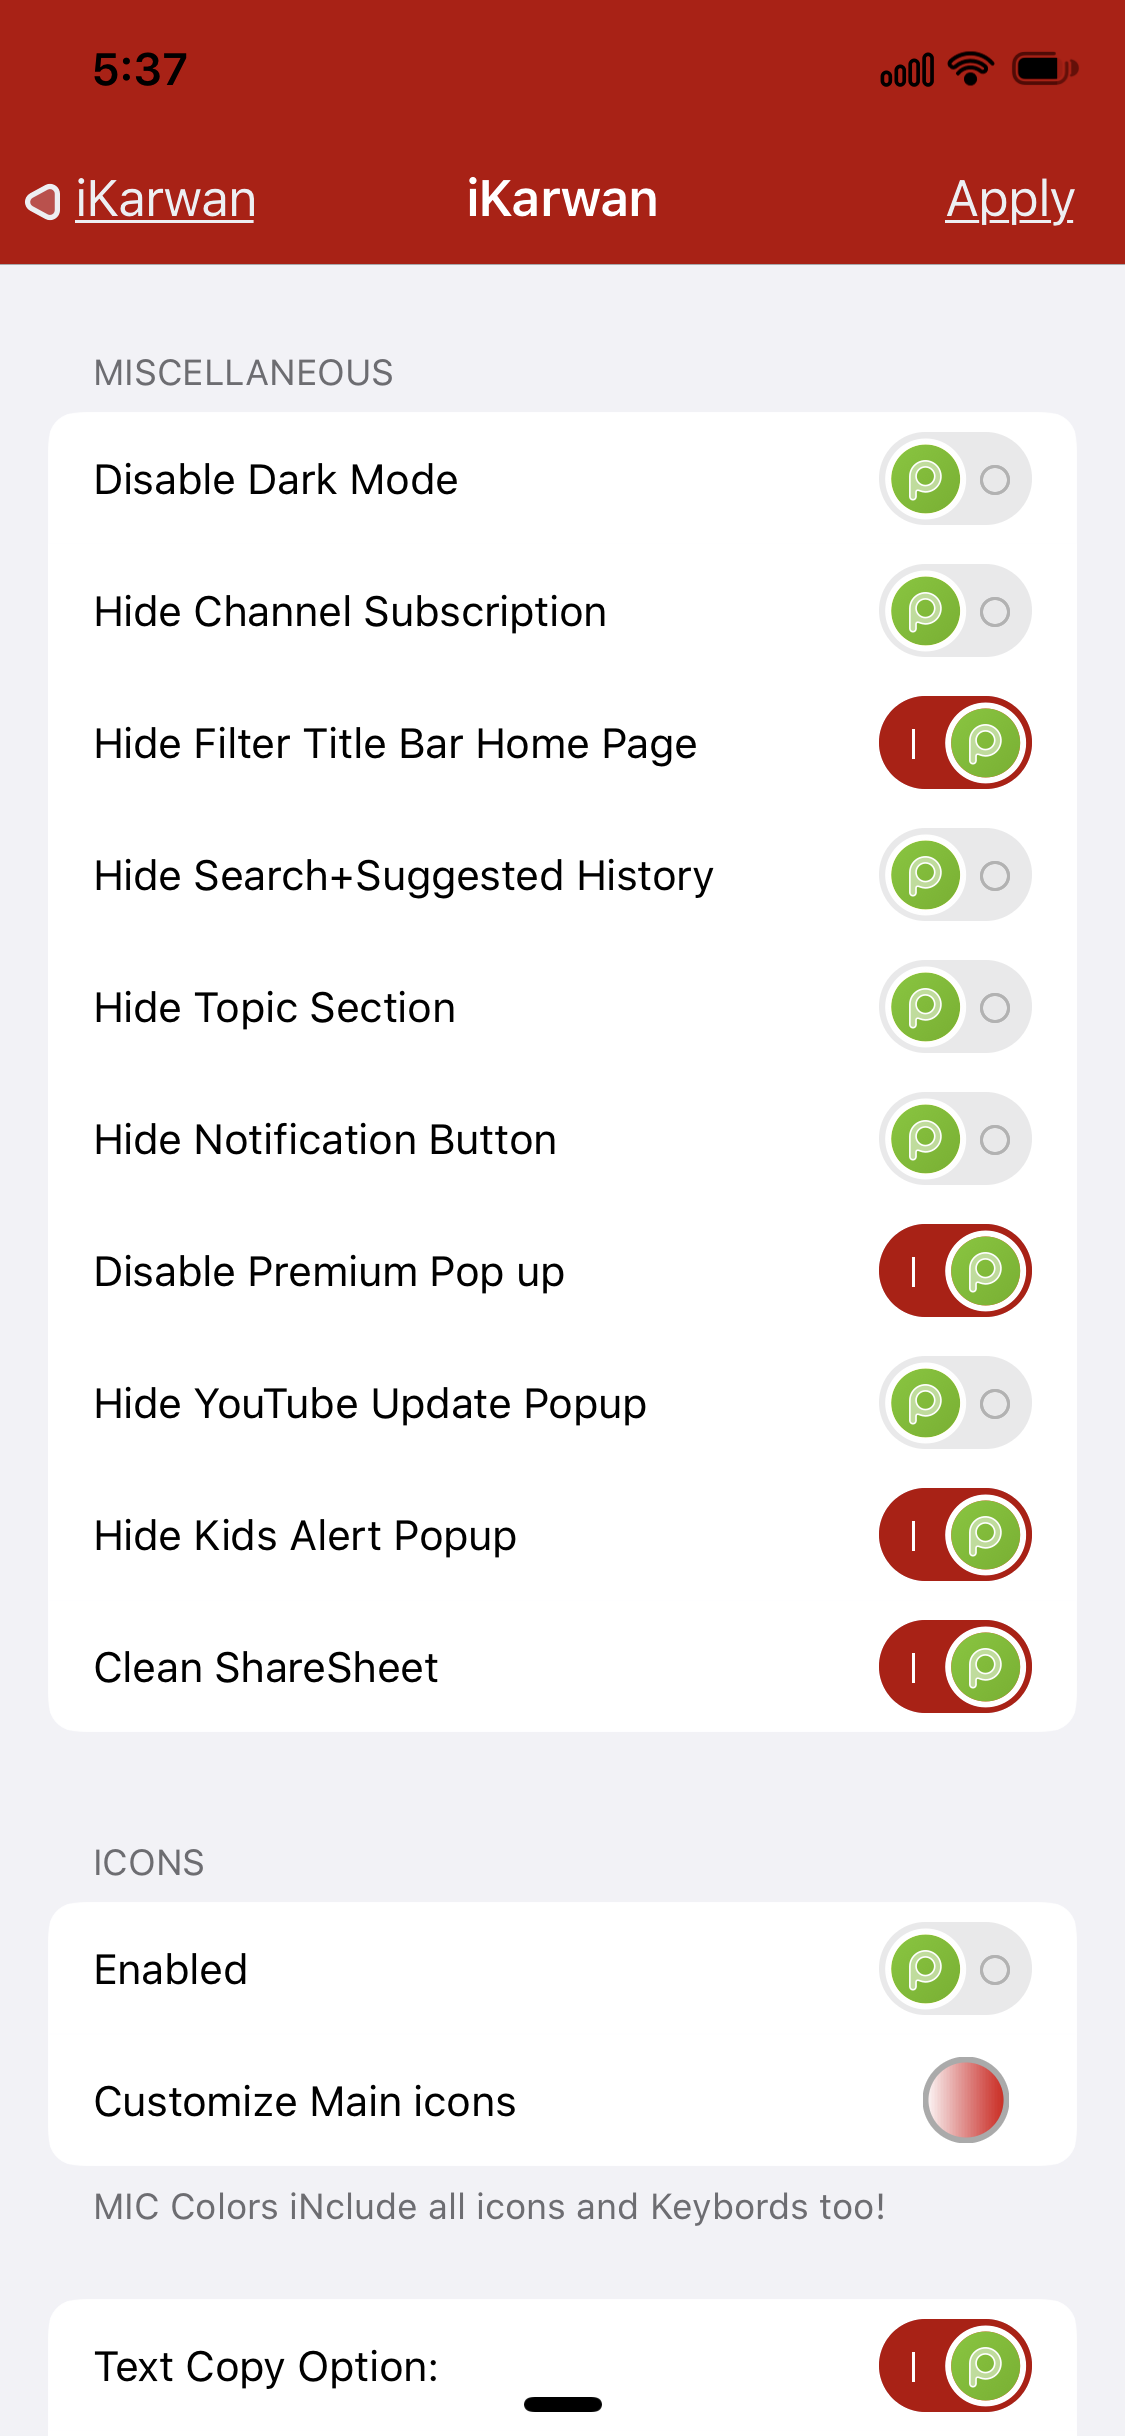 5:37
iKarwan
iKarwan
Apply
MISCELLANEOUS
Disable Dark Mode
Hide Channel Subscription
Hide Filter Title Bar Home Page
Hide Search+Suggested History
Hide Topic Section
Hide Notification Button
Disable Premium Pop up
Hide YouTube Update Popup
Hide Kids Alert Popup
Clean ShareSheet
ICONS
Enabled
Customize Main icons
MIC Colors iNclude all icons and Keybords too!
Text Copy Option: